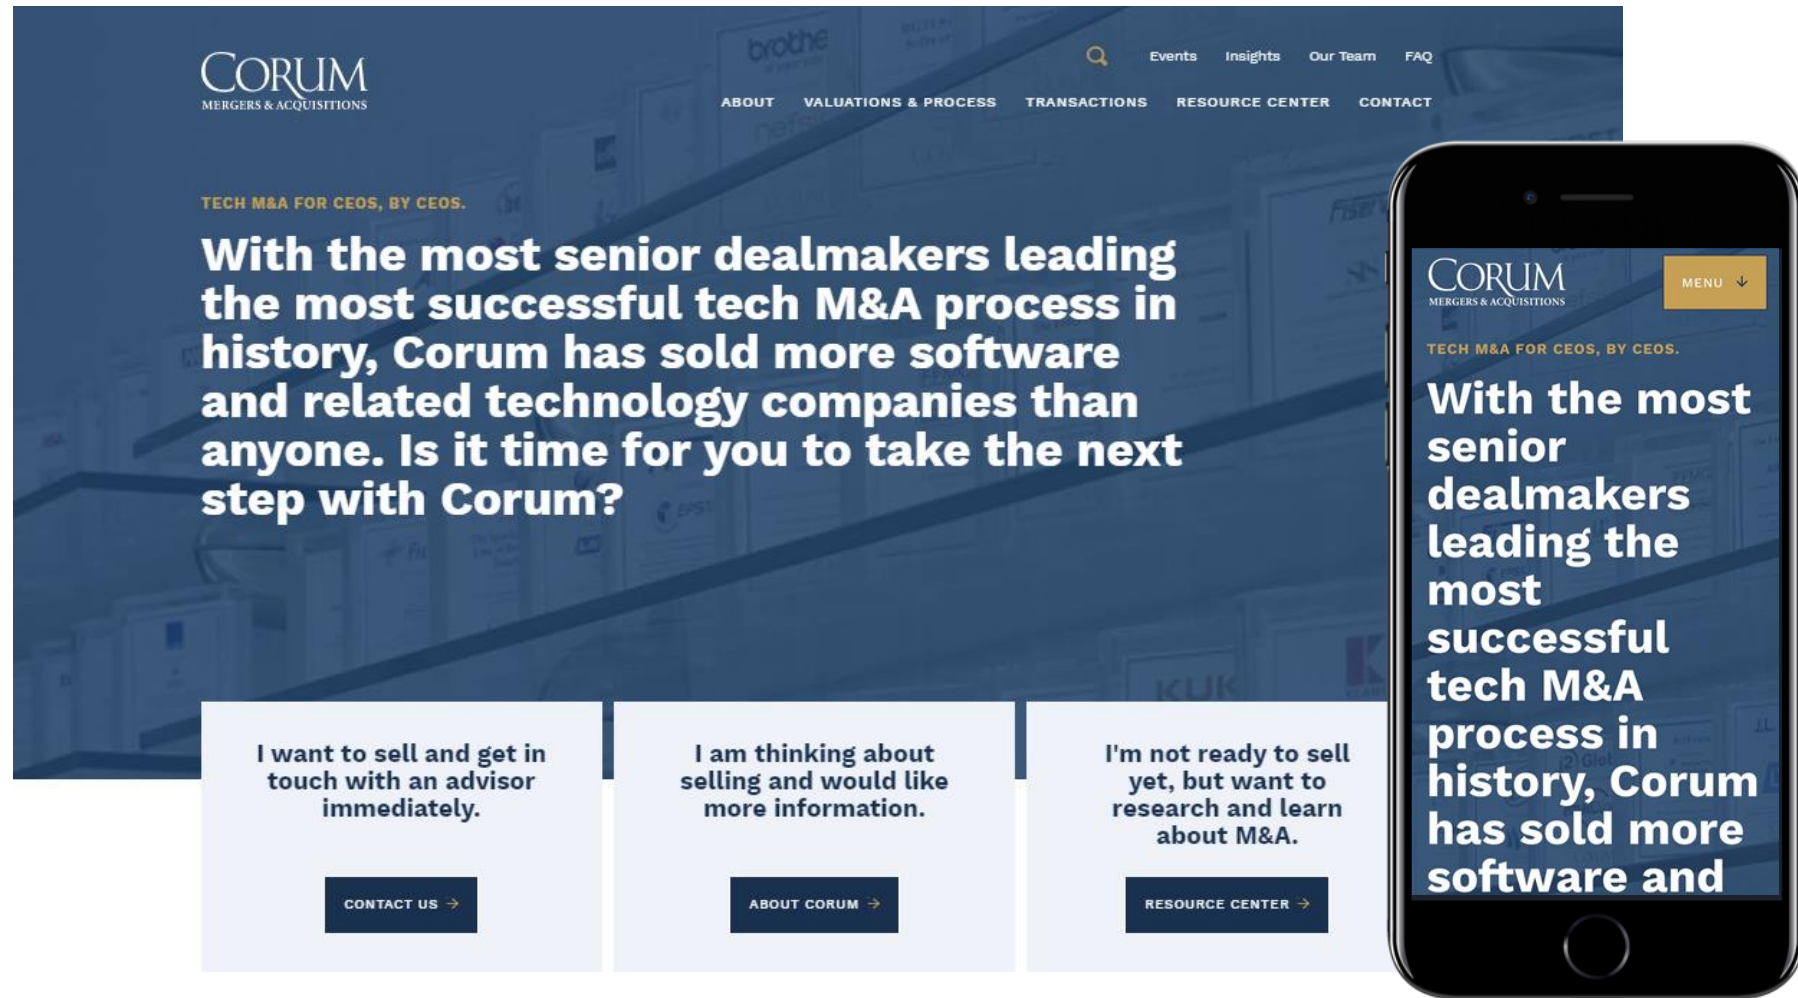 CORUM
MERGERS & ACQUISITIONS
Events Insights Our Team FAQ
ABOUT VALUATIONS & PROCESS TRANSACTIONS RESOURCE CENTER CONTACT
brothe
Fiserv
TECH M&A FOR CEOS, BY CEOS.
With the most senior dealmakers leading
the most successful tech M&A process in
history, Corum has sold more software
and related technology companies than
anyone. Is it time for you to take the next
step with Corum?
KUK
I want to sell and get in
touch with an advisor
immediately.
CONTACT US →
I am thinking about
selling and would like
more information.
ABOUT CORUM →
I'm not ready to sell
yet, but want to
research and learn
about M&A.
RESOURCE CENTER →
CORUM
MERGERS & ACQUISITIONS
MENU ↓
TECH M&A FOR CEOS, BY CEOS.
With the most
senior
dealmakers
leading the
most
successful
tech M&A
process in
history, Corum
has sold more
software and